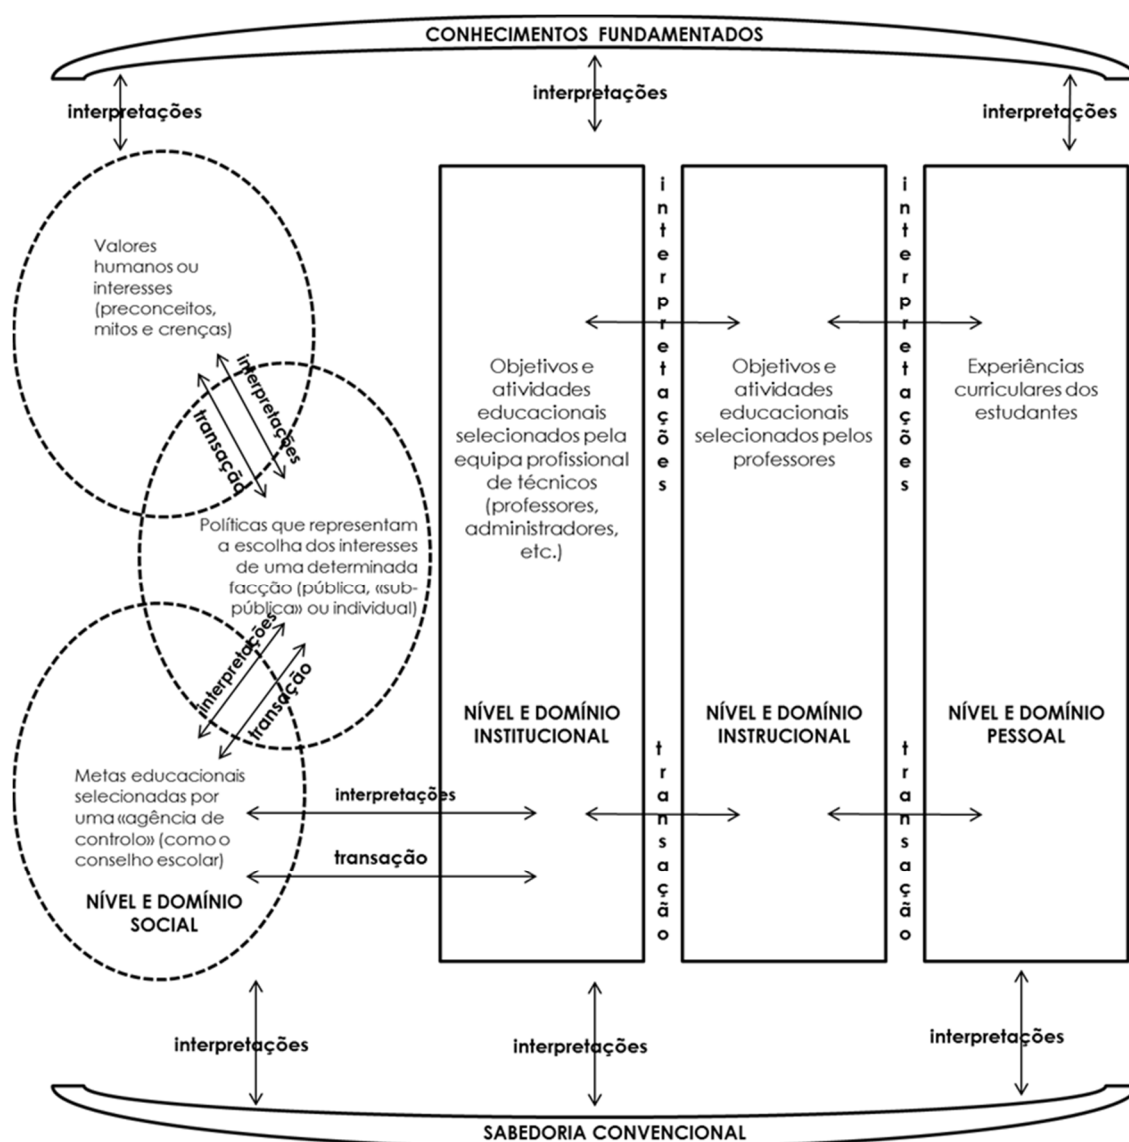 CONHECIMENTOS FUNDAMENTADOS
interpretações
interpretações
interpretações
Valores
humanos ou
interesses
(preconceitos,
mitos e crenças)
interpretações
transação
Políticas que representam
a escolha dos interesses
de uma determinada
facção (pública, «sub-
pública» ou individual)
interpretações
transação
Metas educacionais
selecionadas por
uma «agência de
controlo» (como o
conselho escolar)
NÍVEL E DOMÍNIO
SOCIAL
interpretações
transação
Objetivos e
atividades
educacionais
selecionados pela
equipa profissional
de técnicos
(professores,
administradores,
etc.)
NÍVEL E DOMÍNIO
INSTITUCIONAL
interpretações
transação
Objetivos e
atividades
educacionais
selecionados pelos
professores
NÍVEL E DOMÍNIO
INSTRUCIONAL
interpretações
transação
Experiências
curriculares dos
estudantes
NÍVEL E DOMÍNIO
PESSOAL
interpretações
interpretações
interpretações
SABEDORIA CONVENCIONAL